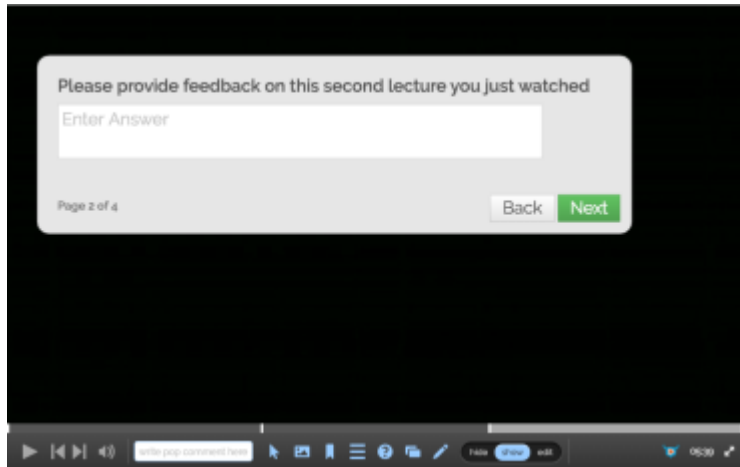 Please provide feedback on this second lecture you just watched
Enter Answer
Page 2 of 4
Back Next
write pop comment here
hide show edit
05:39